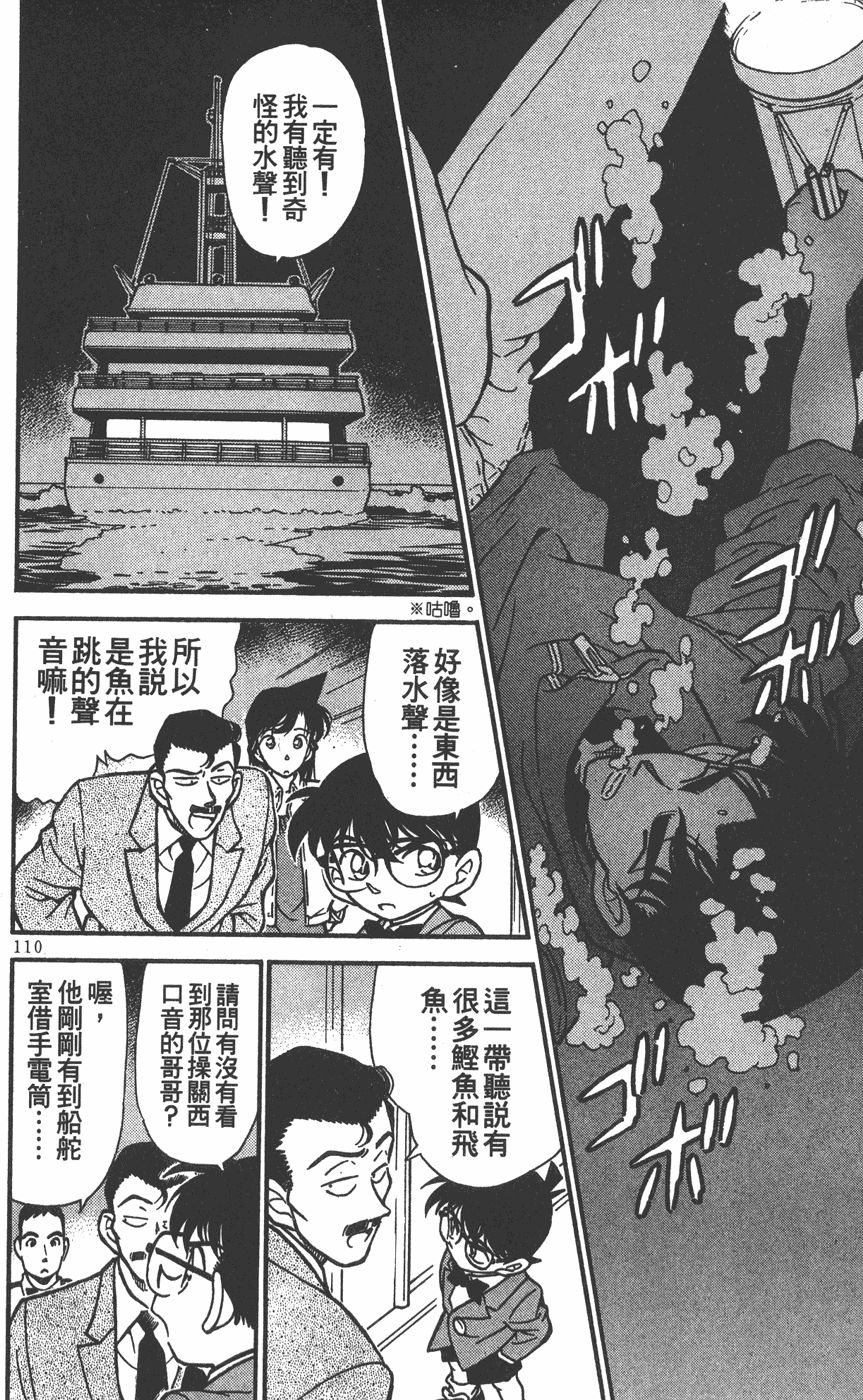 ゴボ
ゴボ
ゴボ
※咕嚕。
一定有！
我有聽到奇
怪的水聲！
好像是東西
落水聲……
所以
我說
是魚在
跳的聲
音嘛！
110
這一帶聽說有
很多鰹魚和飛
魚……
請問有沒有看
到那位操關西
口音的哥哥？
喔，
他剛剛有到船舵
室借手電筒……